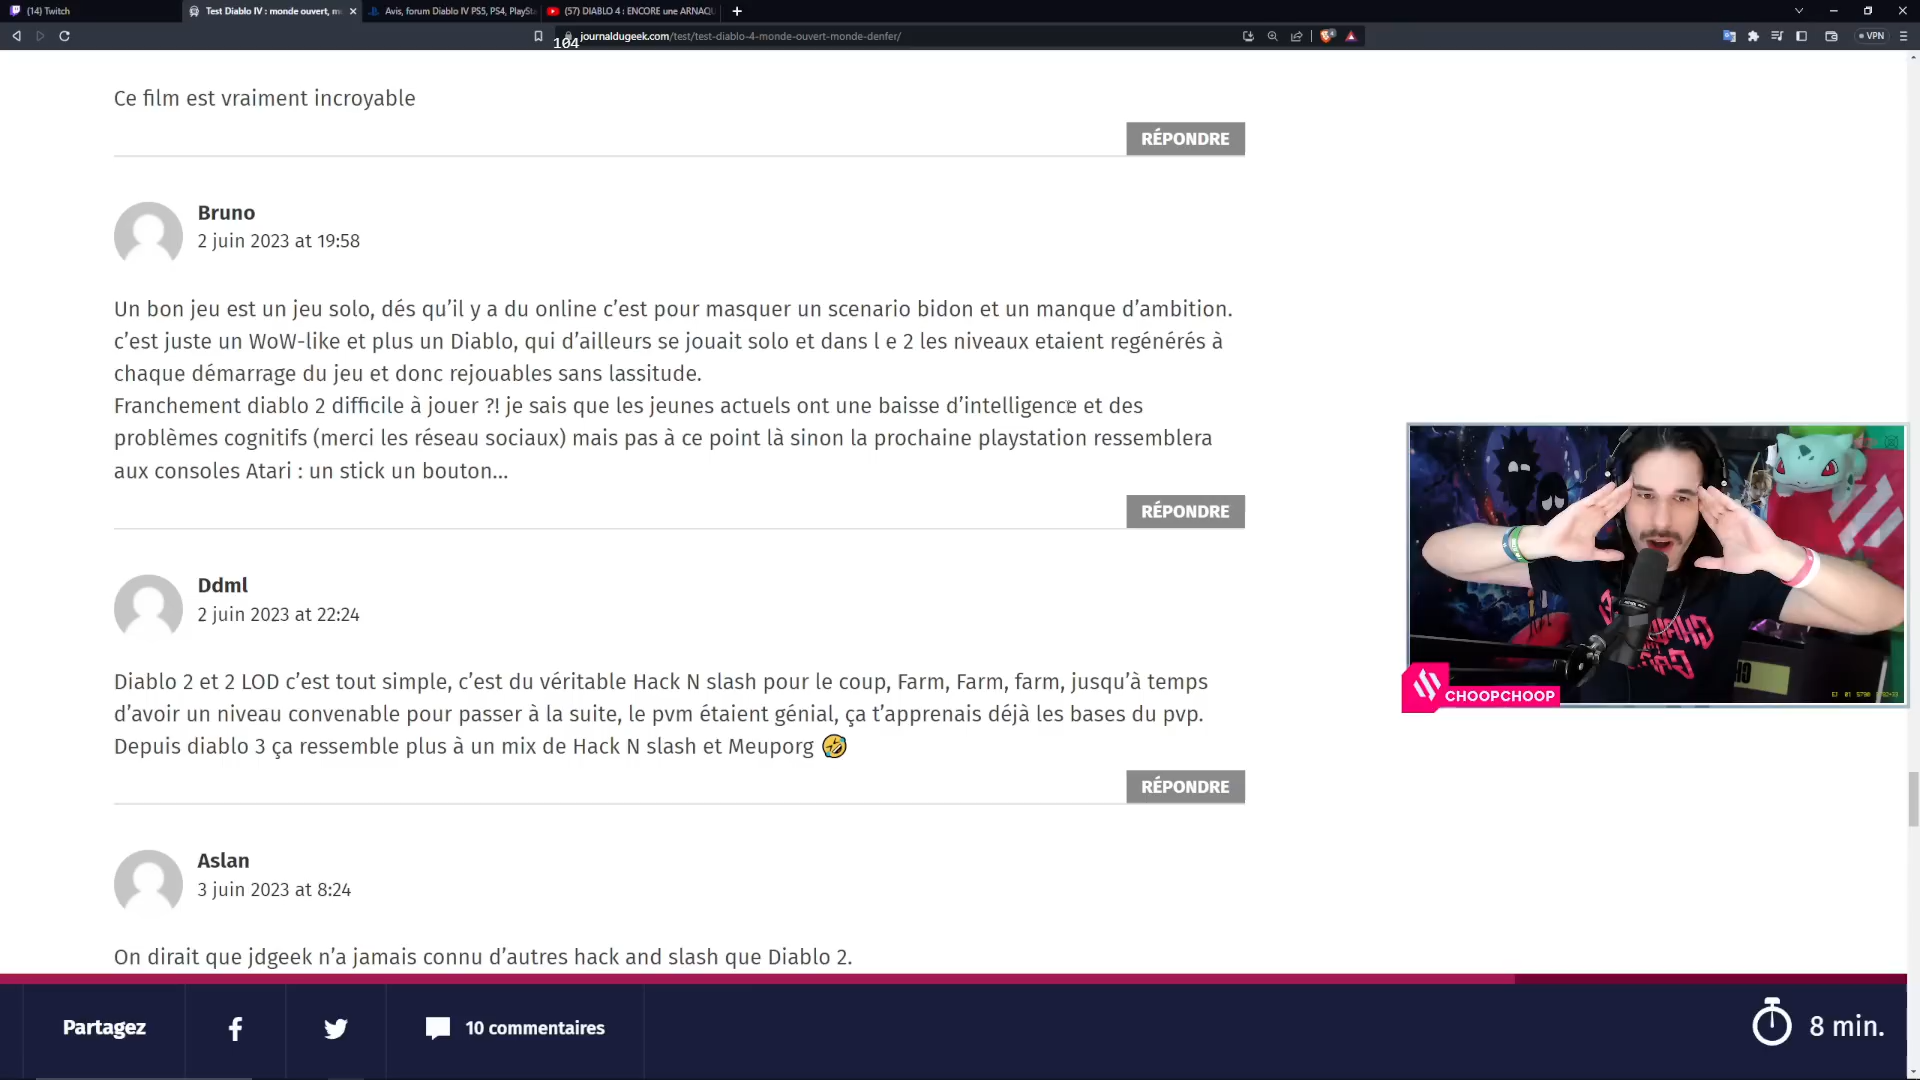 (14) Twitch
Test Diablo IV : monde ouvert, m
Avis, forum Diablo IV PS5, PS4, PlaySt
(57) DIABLO 4 : ENCORE une ARNAQU
104
journaldugeek.com/test/test-diablo-4-monde-ouvert-monde-denfer/
VPN
Ce film est vraiment incroyable
RÉPONDRE
Bruno
2 juin 2023 at 19:58
Un bon jeu est un jeu solo, dés qu’il y a du online c’est pour masquer un scenario bidon et un manque d’ambition.
c’est juste un WoW-like et plus un Diablo, qui d’ailleurs se jouait solo et dans l e 2 les niveaux etaient regénérés à
chaque démarrage du jeu et donc rejouables sans lassitude.
Franchement diablo 2 difficile à jouer ?! je sais que les jeunes actuels ont une baisse d’intelligence et des
problèmes cognitifs (merci les réseau sociaux) mais pas à ce point là sinon la prochaine playstation ressemblera
aux consoles Atari : un stick un bouton…
RÉPONDRE
Ddml
2 juin 2023 at 22:24
Diablo 2 et 2 LOD c’est tout simple, c’est du véritable Hack N slash pour le coup, Farm, Farm, farm, jusqu’à temps
d’avoir un niveau convenable pour passer à la suite, le pvm étaient génial, ça t’apprenais déjà les bases du pvp.
Depuis diablo 3 ça ressemble plus à un mix de Hack N slash et Meuporg 🤣
RÉPONDRE
CHOOPCHOOP
Aslan
3 juin 2023 at 8:24
On dirait que jdgeek n’a jamais connu d’autres hack and slash que Diablo 2.
Partagez
10 commentaires
8 min.